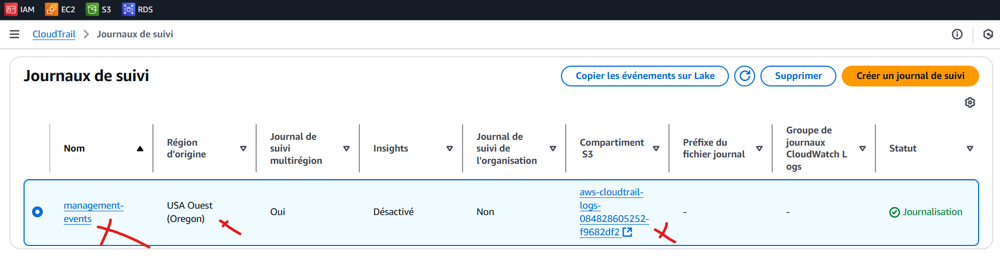 IAM EC2 S3 RDS
CloudTrail > Journaux de suivi
Journaux de suivi
Copier les événements sur Lake
Supprimer
Créer un journal de suivi
Nom
Région
d'origine
Journal de
suivi
multirégion
Insights
Journal de
suivi de
l'organisation
Compartiment
S3
Préfixe du
fichier journal
Groupe de
journaux
CloudWatch L
ogs
Statut
management-
events
USA Ouest
(Oregon)
Oui
Désactivé
Non
aws-cloudtrail-
logs-
084828605252-
f9682df2
-
-
Journalisation